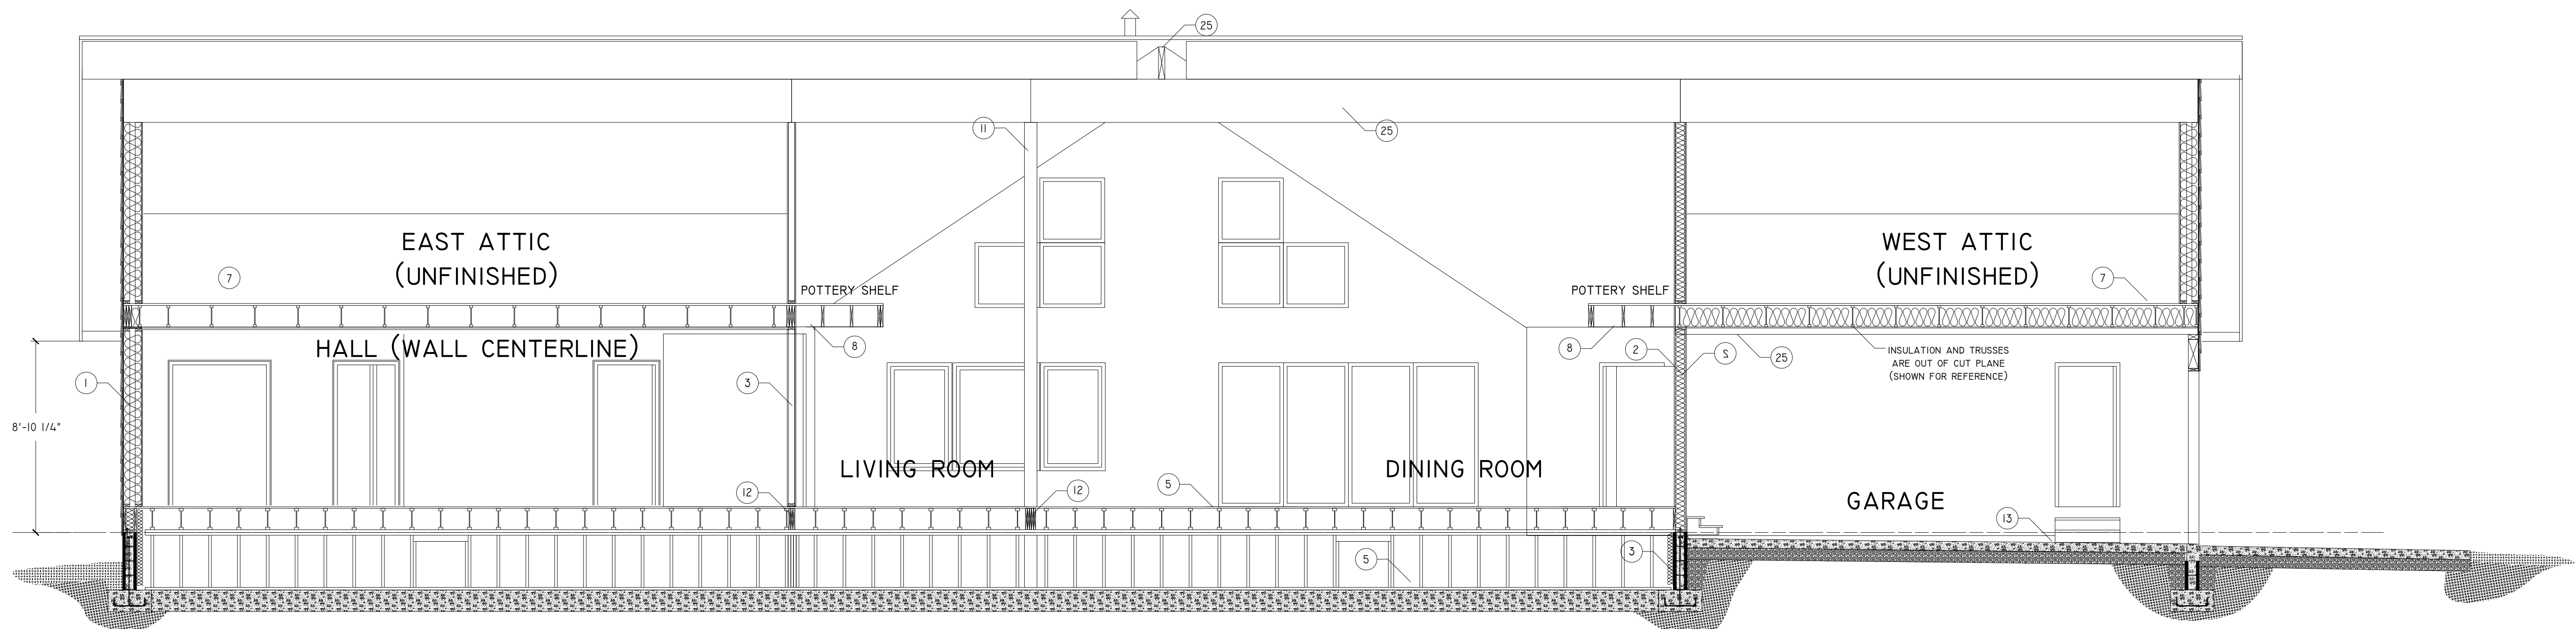 25
11
25
EAST ATTIC
(UNFINISHED)
7
WEST ATTIC
(UNFINISHED)
7
POTTERY SHELF
POTTERY SHELF
HALL (WALL CENTERLINE)
8
8
2
2
25
INSULATION AND TRUSSES
ARE OUT OF CUT PLANE
(SHOWN FOR REFERENCE)
1
3
8'-10 1/4"
LIVING ROOM
DINING ROOM
12
12
5
GARAGE
13
3
5